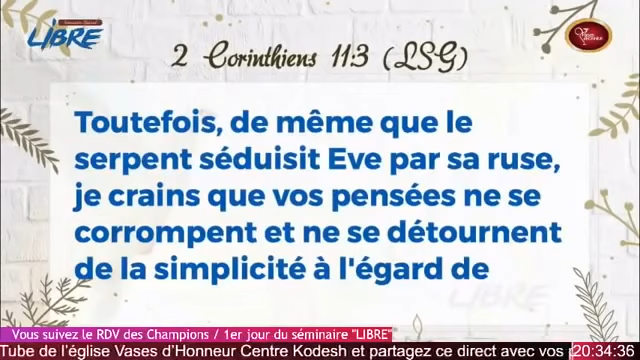 LIBRE
2 Corinthiens 11:3 (LSG)
Toutefois, de même que le
serpent séduisit Eve par sa ruse,
je crains que vos pensées ne se
corrompent et ne se détournent
de la simplicité à l'égard de
LIBRE
Vous suivez le RDV des Champions / 1er jour du séminaire "LIBRE"
Tube de l'église Vases d'Honneur Centre Kodesh et partagez ce direct avec vos
20:34:36